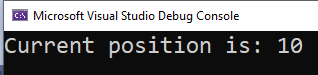 Microsoft Visual Studio Debug Console
Current position is: 10